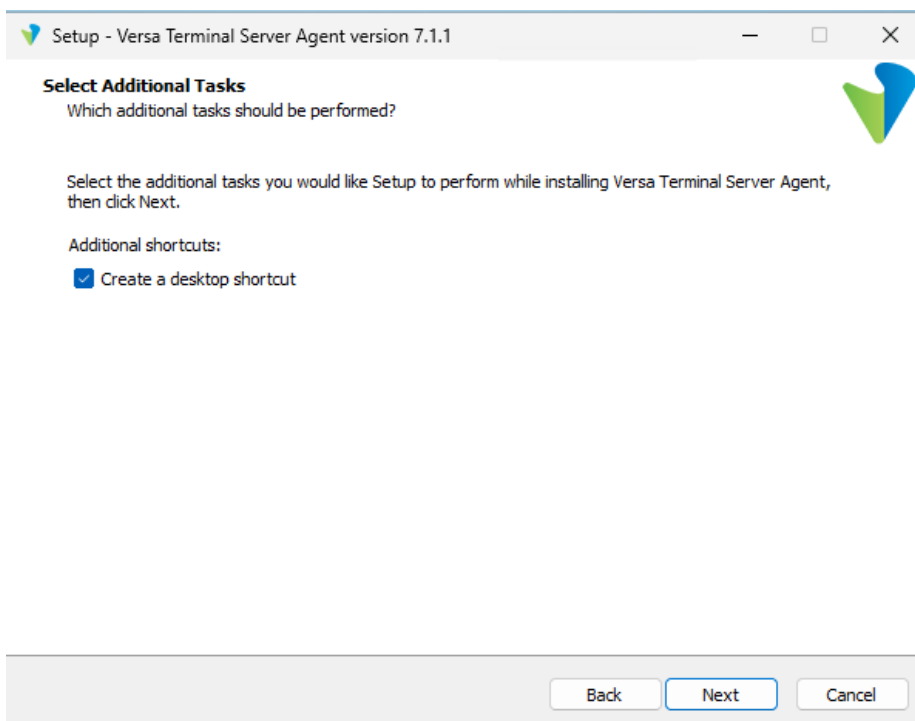 Setup - Versa Terminal Server Agent version 7.1.1
Select Additional Tasks
Which additional tasks should be performed?
Select the additional tasks you would like Setup to perform while installing Versa Terminal Server Agent,
then click Next.
Additional shortcuts:
Create a desktop shortcut
Back Next Cancel